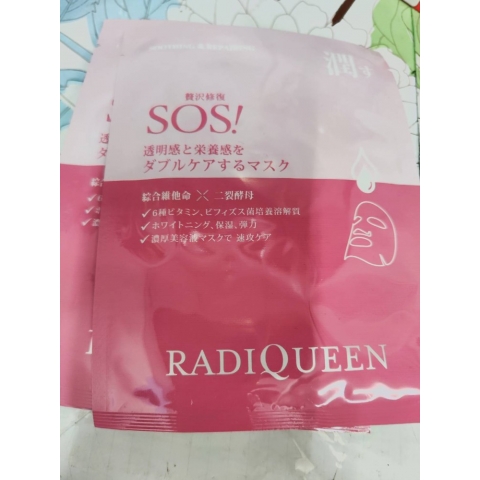 贅沢修復
SOS!
透明感と栄養感を
ダブルケアするマスク
綜合維他命 × 二裂酵母
✓6種ビタミン、ビフィズス菌培養溶解質
✓ホワイトニング、保湿、弾力
✓濃厚美容液マスクで 速攻ケア
RADIQUEEN